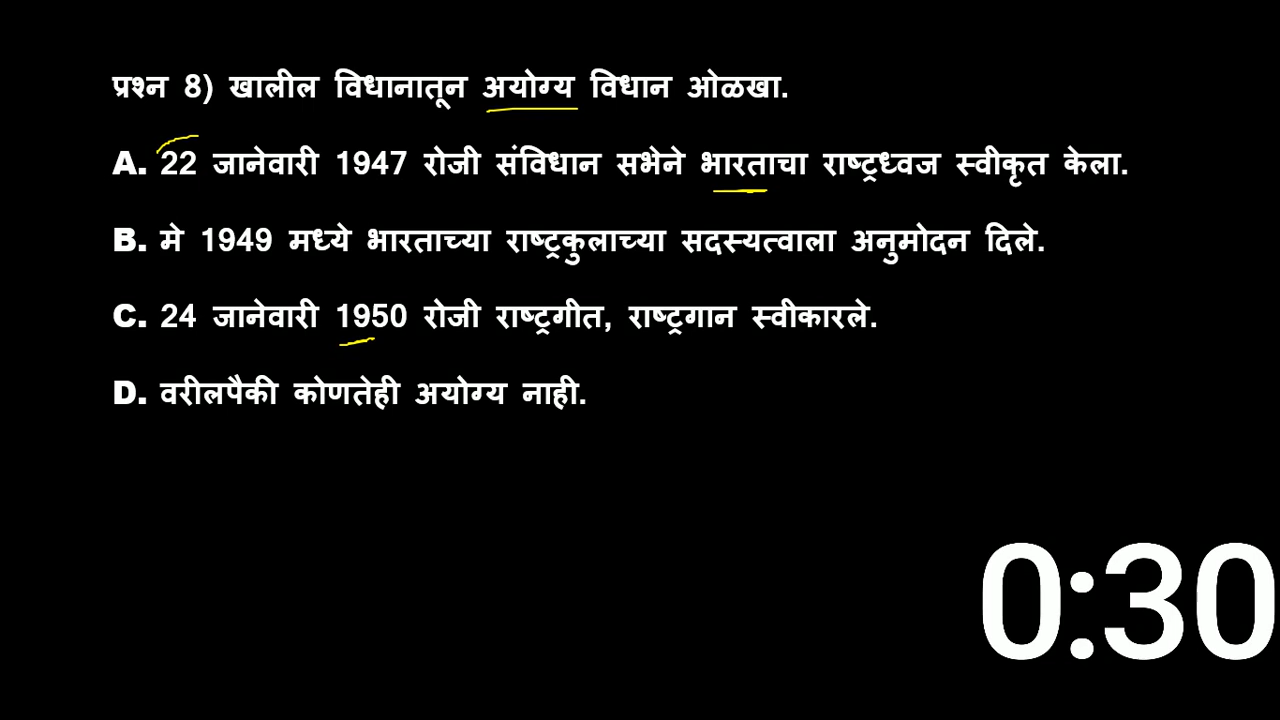 प्रश्न 8) खालील विधानातून अयोग्य विधान ओळखा.
A. 22 जानेवारी 1947 रोजी संविधान सभेने भारताचा राष्ट्रध्वज स्वीकृत केला.
B. मे 1949 मध्ये भारताच्या राष्ट्रकुलाच्या सदस्यत्वाला अनुमोदन दिले.
C. 24 जानेवारी 1950 रोजी राष्ट्रगीत, राष्ट्रगान स्वीकारले.
D. वरीलपैकी कोणतेही अयोग्य नाही.
0:30